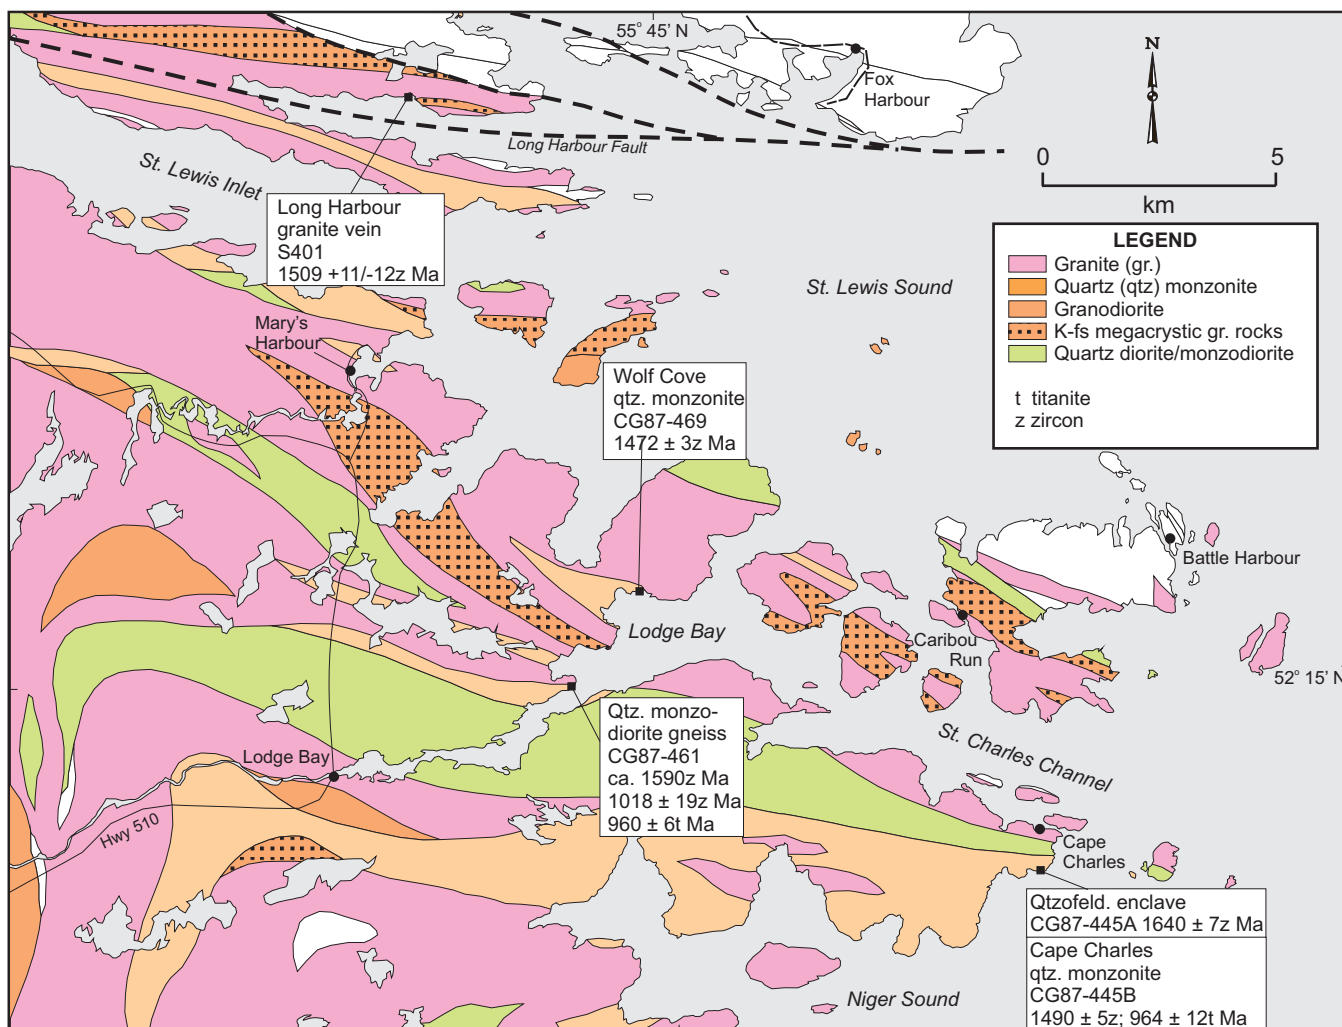 55° 45' N
N
Fox
Harbour
0
5
km
Long Harbour Fault
St. Lewis Inlet
Long Harbour
granite vein
S401
1509 +11/-12z Ma
LEGEND
Granite (gr.)
Quartz (qtz) monzonite
Granodiorite
K-fs megacrystic gr. rocks
Quartz diorite/monzodiorite
t titanite
z zircon
St. Lewis Sound
Mary's
Harbour
Wolf Cove
qtz. monzonite
CG87-469
1472 ± 3z Ma
Battle Harbour
Lodge Bay
Caribou
Run
52° 15' N
Qtz. monzo-
diorite gneiss
CG87-461
ca. 1590z Ma
1018 ± 19z Ma
960 ± 6t Ma
St. Charles Channel
Lodge Bay
Hwy 510
Cape
Charles
Qtzofeld. enclave
CG87-445A 1640 ± 7z Ma
Cape Charles
qtz. monzonite
CG87-445B
1490 ± 5z; 964 ± 12t Ma
Niger Sound